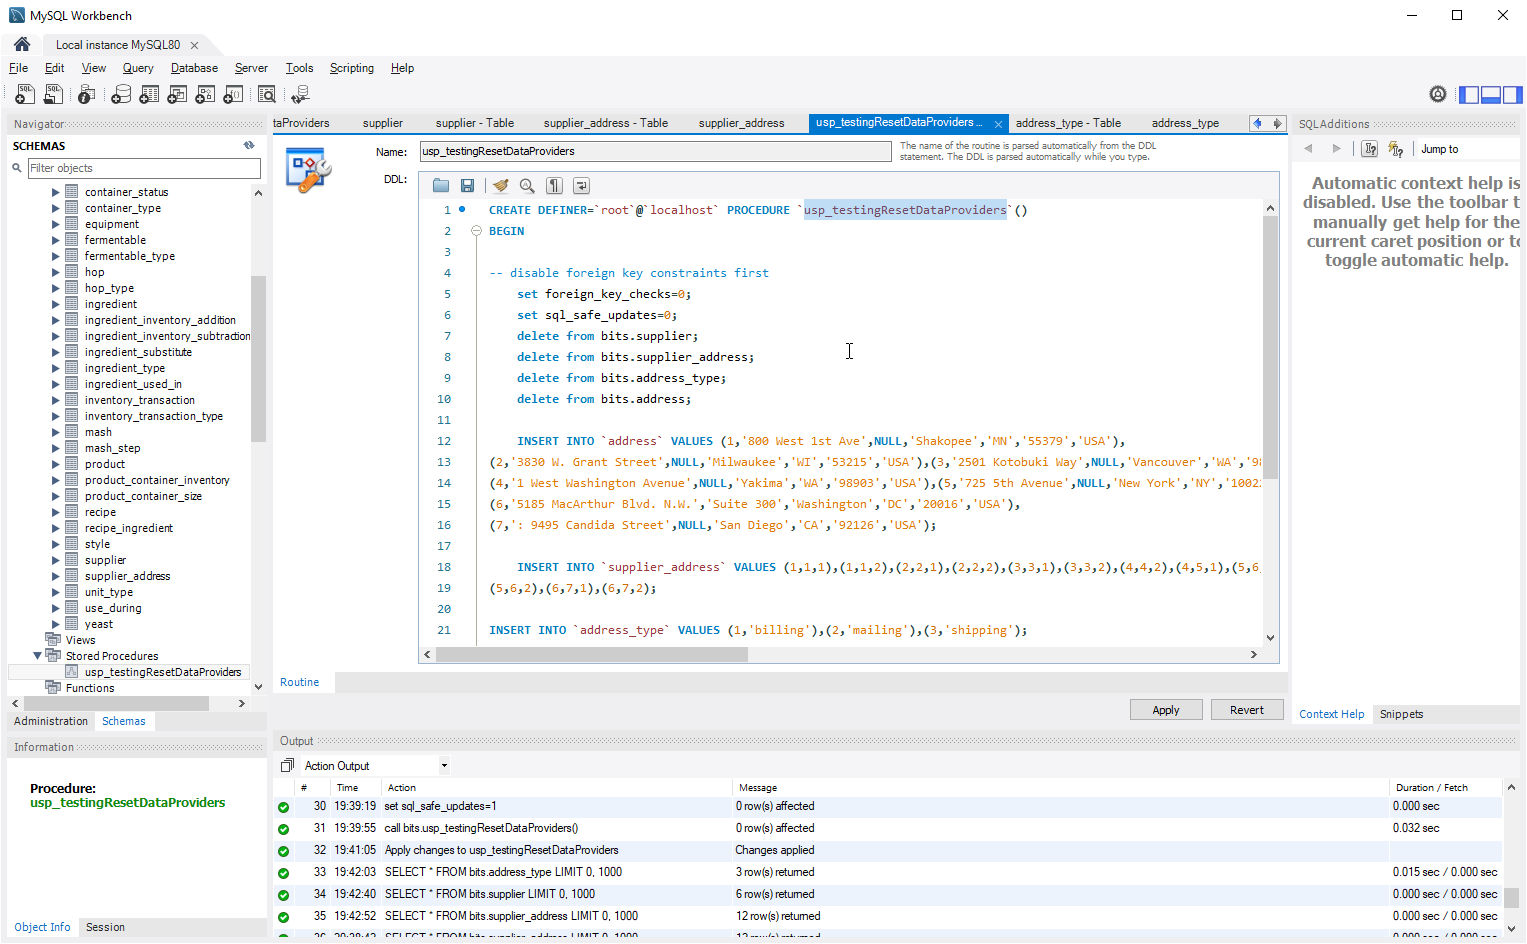 MySQL Workbench
Local instance MySQL80
File Edit View Query Database Server Tools Scripting Help
Navigator
SCHEMAS
Filter objects
container_status
container_type
equipment
fermentable
fermentable_type
hop
hop_type
ingredient
ingredient_inventory_addition
ingredient_inventory_subtraction
ingredient_substitute
ingredient_type
ingredient_used_in
inventory_transaction
inventory_transaction_type
mash
mash_step
product
product_container_inventory
product_container_size
recipe
recipe_ingredient
style
supplier
supplier_address
unit_type
use_during
yeast
Views
Stored Procedures
usp_testingResetDataProviders
Functions
Administration Schemas
Information
Procedure:
usp_testingResetDataProviders
Object Info Session
taProviders supplier supplier - Table supplier_address - Table supplier_address usp_testingResetDataProviders ... address_type - Table address_type
Name: usp_testingResetDataProviders
The name of the routine is parsed automatically from the DDL
statement. The DDL is parsed automatically while you type.
DDL:
1 CREATE DEFINER=`root`@`localhost` PROCEDURE `usp_testingResetDataProviders`()
2 BEGIN
3
4 -- disable foreign key constraints first
5 set foreign_key_checks=0;
6 set sql_safe_updates=0;
7 delete from bits.supplier;
8 delete from bits.supplier_address;
9 delete from bits.address_type;
10 delete from bits.address;
11
12 INSERT INTO `address` VALUES (1,'800 West 1st Ave',NULL,'Shakopee','MN','55379','USA'),
13 (2,'3830 W. Grant Street',NULL,'Milwaukee','WI','53215','USA'),(3,'2501 Kotobuki Way',NULL,'Vancouver','WA','98
14 (4,'1 West Washington Avenue',NULL,'Yakima','WA','98903','USA'),(5,'725 5th Avenue',NULL,'New York','NY','10022
15 (6,'5185 MacArthur Blvd. N.W.','Suite 300','Washington','DC','20016','USA'),
16 (7,': 9495 Candida Street',NULL,'San Diego','CA','92126','USA');
17
18 INSERT INTO `supplier_address` VALUES (1,1,1),(1,1,2),(2,2,1),(2,2,2),(3,3,1),(3,3,2),(4,4,2),(4,5,1),(5,6,
19 (5,6,2),(6,7,1),(6,7,2);
20
21 INSERT INTO `address_type` VALUES (1,'billing'),(2,'mailing'),(3,'shipping');
Routine
Apply Revert
SQLAdditions
Jump to
Automatic context help is
disabled. Use the toolbar t
manually get help for the
current caret position or to
toggle automatic help.
Context Help Snippets
Output
Action Output
# Time Action Message Duration / Fetch
30 19:39:19 set sql_safe_updates=1 0 row(s) affected 0.000 sec
31 19:39:55 call bits.usp_testingResetDataProviders() 0 row(s) affected 0.032 sec
32 19:41:05 Apply changes to usp_testingResetDataProviders Changes applied
33 19:42:03 SELECT * FROM bits.address_type LIMIT 0, 1000 3 row(s) returned 0.015 sec / 0.000 sec
34 19:42:40 SELECT * FROM bits.supplier LIMIT 0, 1000 6 row(s) returned 0.000 sec / 0.000 sec
35 19:42:52 SELECT * FROM bits.supplier_address LIMIT 0, 1000 12 row(s) returned 0.000 sec / 0.000 sec